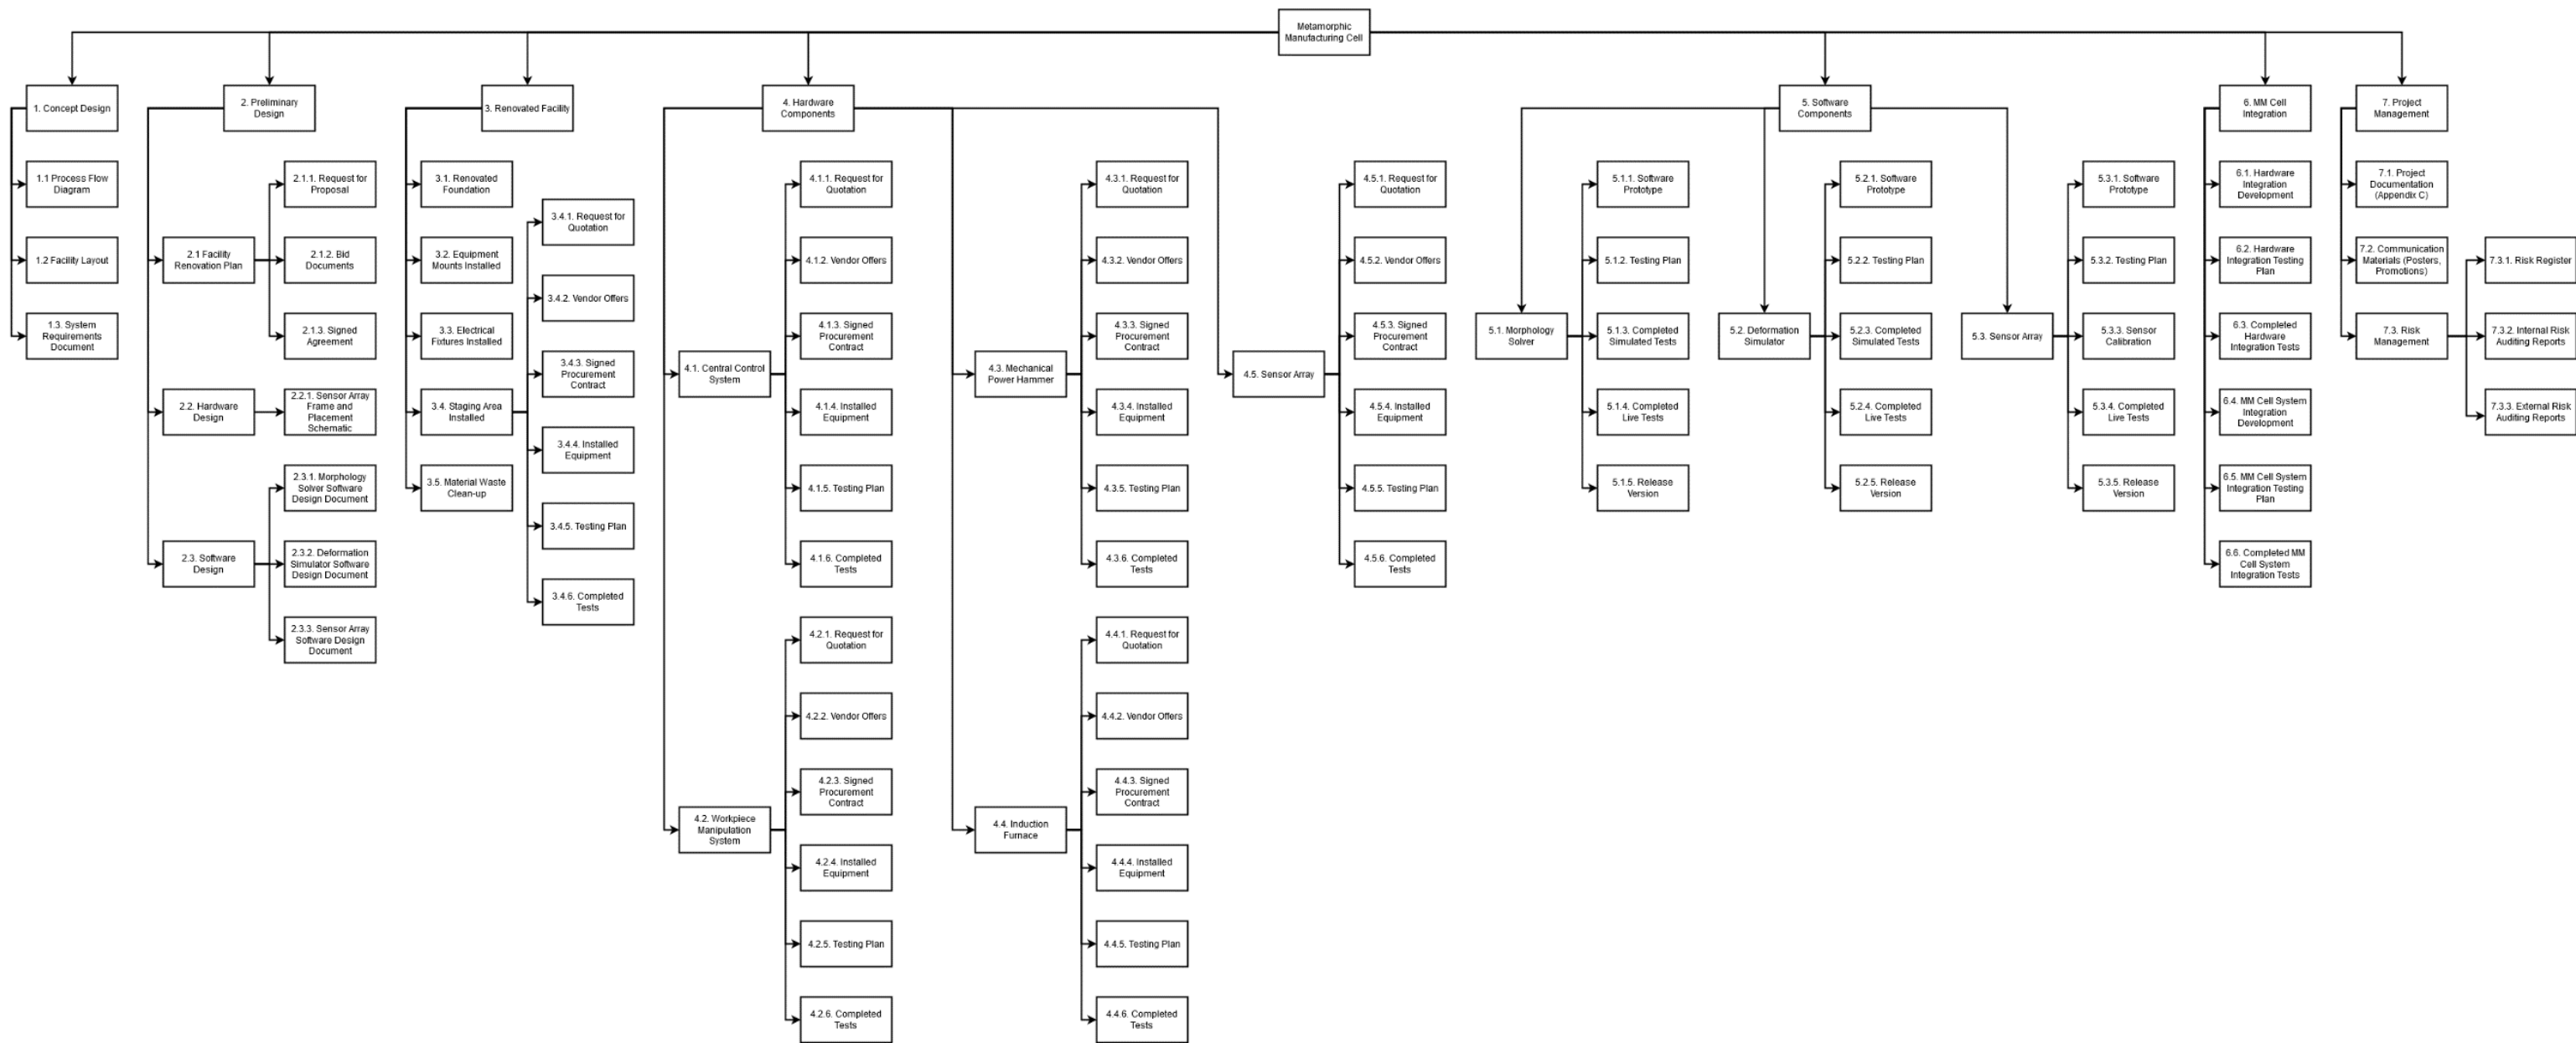 Metamorphic
Manufacturing Cell
1. Concept Design
1.1 Process Flow
Diagram
1.2 Facility Layout
1.3. System
Requirements
Document
2. Preliminary
Design
2.1 Facility
Renovation Plan
2.1.1. Request for
Proposal
2.1.2. Bid
Documents
2.1.3. Signed
Agreement
2.2. Hardware
Design
2.2.1. Sensor Array
Frame and
Placement
Schematic
2.3. Software
Design
2.3.1. Morphology
Solver Software
Design Document
2.3.2. Deformation
Simulator Software
Design Document
2.3.3. Sensor Array
Software Design
Document
3. Renovated Facility
3.1. Renovated
Foundation
3.2. Equipment
Mounts Installed
3.3. Electrical
Fixtures Installed
3.4. Staging Area
Installed
3.4.1. Request for
Quotation
3.4.2. Vendor Offers
3.4.3. Signed
Procurement
Contract
3.4.4. Installed
Equipment
3.4.5. Testing Plan
3.4.6. Completed
Tests
3.5. Material Waste
Clean-up
4. Hardware
Components
4.1. Central Control
System
4.1.1. Request for
Quotation
4.1.2. Vendor Offers
4.1.3. Signed
Procurement
Contract
4.1.4. Installed
Equipment
4.1.5. Testing Plan
4.1.6. Completed
Tests
4.2. Workpiece
Manipulation
System
4.2.1. Request for
Quotation
4.2.2. Vendor Offers
4.2.3. Signed
Procurement
Contract
4.2.4. Installed
Equipment
4.2.5. Testing Plan
4.2.6. Completed
Tests
4.3. Mechanical
Power Hammer
4.3.1. Request for
Quotation
4.3.2. Vendor Offers
4.3.3. Signed
Procurement
Contract
4.3.4. Installed
Equipment
4.3.5. Testing Plan
4.3.6. Completed
Tests
4.4. Induction
Furnace
4.4.1. Request for
Quotation
4.4.2. Vendor Offers
4.4.3. Signed
Procurement
Contract
4.4.4. Installed
Equipment
4.4.5. Testing Plan
4.4.6. Completed
Tests
4.5. Sensor Array
4.5.1. Request for
Quotation
4.5.2. Vendor Offers
4.5.3. Signed
Procurement
Contract
4.5.4. Installed
Equipment
4.5.5. Testing Plan
4.5.6. Completed
Tests
5. Software
Components
5.1. Morphology
Solver
5.1.1. Software
Prototype
5.1.2. Testing Plan
5.1.3. Completed
Simulated Tests
5.1.4. Completed
Live Tests
5.1.5. Release
Version
5.2. Deformation
Simulator
5.2.1. Software
Prototype
5.2.2. Testing Plan
5.2.3. Completed
Simulated Tests
5.2.4. Completed
Live Tests
5.2.5. Release
Version
5.3. Sensor Array
5.3.1. Software
Prototype
5.3.2. Testing Plan
5.3.3. Sensor
Calibration
5.3.4. Completed
Live Tests
5.3.5. Release
Version
6. MM Cell
Integration
6.1. Hardware
Integration
Development
6.2. Hardware
Integration Testing
Plan
6.3. Completed
Hardware
Integration Tests
6.4. MM Cell System
Integration
Development
6.5. MM Cell System
Integration Testing
Plan
6.6. Completed MM
Cell System
Integration Tests
7. Project
Management
7.1. Project
Documentation
(Appendix C)
7.2. Communication
Materials (Posters,
Promotions)
7.3. Risk
Management
7.3.1. Risk Register
7.3.2. Internal Risk
Auditing Reports
7.3.3. External Risk
Auditing Reports